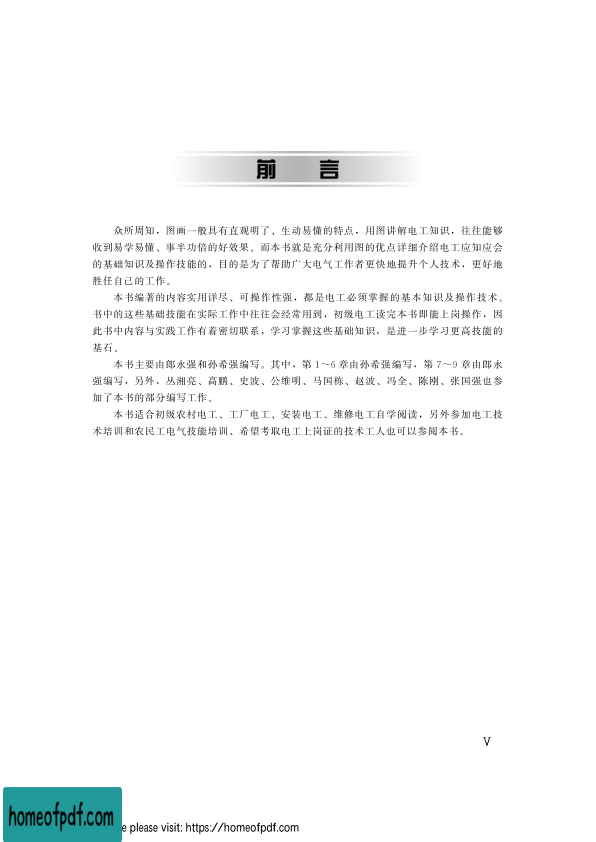 前 言
众所周知，图画一般具有直观明了、生动易懂的特点，用图讲解电工知识，往往能够
收到易学易懂、事半功倍的好效果。而本书就是充分利用图的优点详细介绍电工应知应会
的基础知识及操作技能的，目的是为了帮助广大电气工作者更快地提升个人技术，更好地
胜任自己的工作。
本书编著的内容实用详尽、可操作性强，都是电工必须掌握的基本知识及操作技术。
书中的这些基础技能在实际工作中往往会经常用到，初级电工读完本书即能上岗操作，因
此书中内容与实践工作有着密切联系，学习掌握这些基础知识，是进一步学习更高技能的
基石。
本书主要由郎永强和孙希强编写。其中，第 1～6 章由孙希强编写，第 7～9 章由郎永
强编写，另外，丛湘亮、高鹏、史波、公维明、马国栋、赵波、冯全、陈刚、张国强也参
加了本书的部分编写工作。
本书适合初级农村电工、工厂电工、安装电工、维修电工自学阅读，另外参加电工技
术培训和农民工电气技能培训、希望考取电工上岗证的技术工人也可以参阅本书。
V
homeofpdf.com
e please visit: https://homeofpdf.com